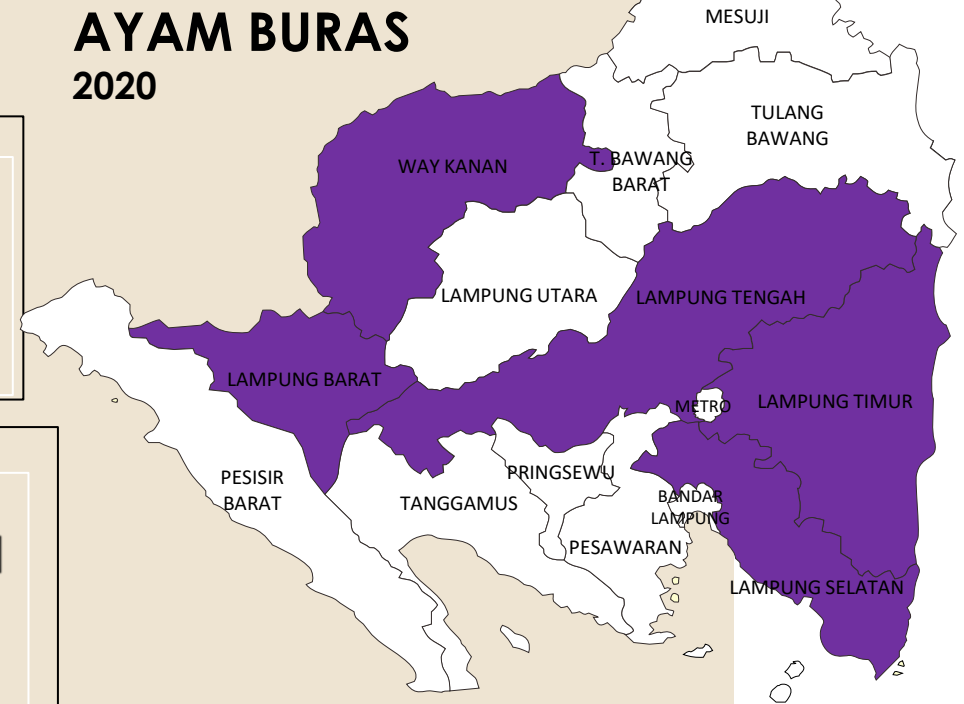 AYAM BURAS
2020
MESUJI
TULANG
BAWANG
WAY KANAN
T. BAWANG
BARAT
LAMPUNG UTARA
LAMPUNG TENGAH
LAMPUNG BARAT
METRO
LAMPUNG TIMUR
PESISIR
BARAT
TANGGAMUS
PRINGSEWU
BANDAR
LAMPUNG
PESAWARAN
LAMPUNG SELATAN